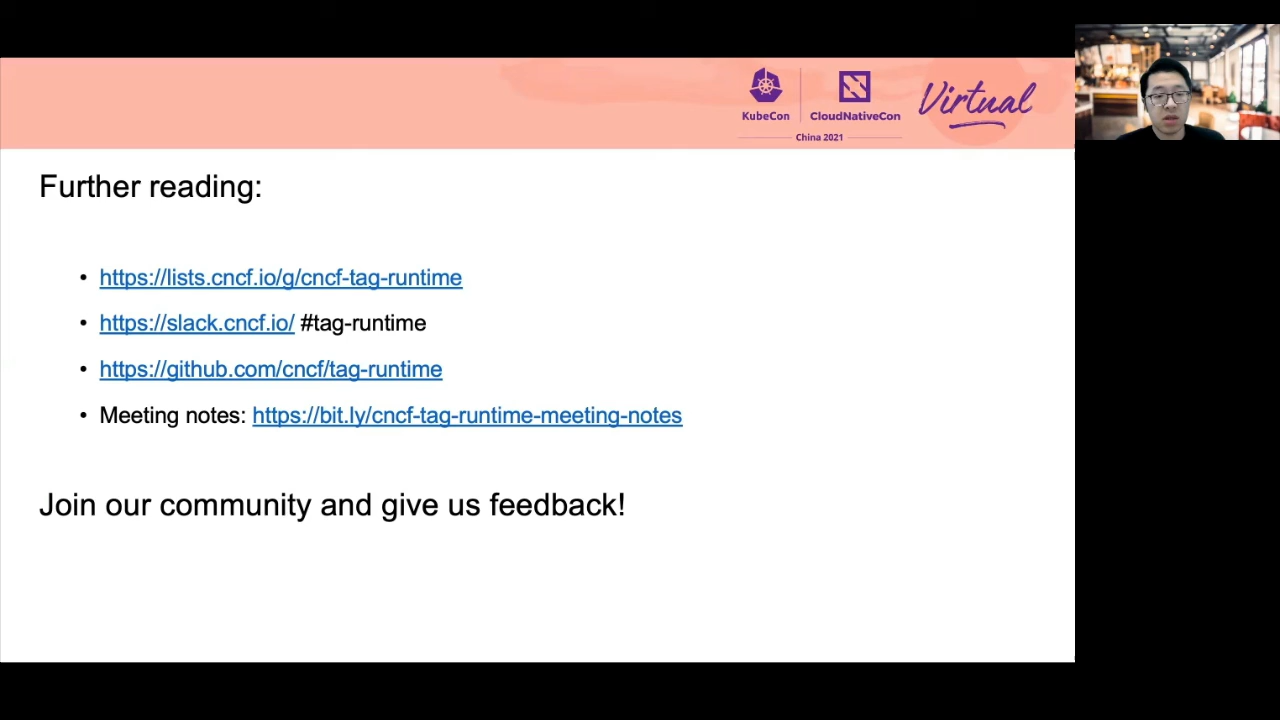 KubeCon
CloudNativeCon
Virtual
China 2021
Further reading:
• https://lists.cncf.io/g/cncf-tag-runtime
• https://slack.cncf.io/ #tag-runtime
• https://github.com/cncf/tag-runtime
• Meeting notes: https://bit.ly/cncf-tag-runtime-meeting-notes
Join our community and give us feedback!